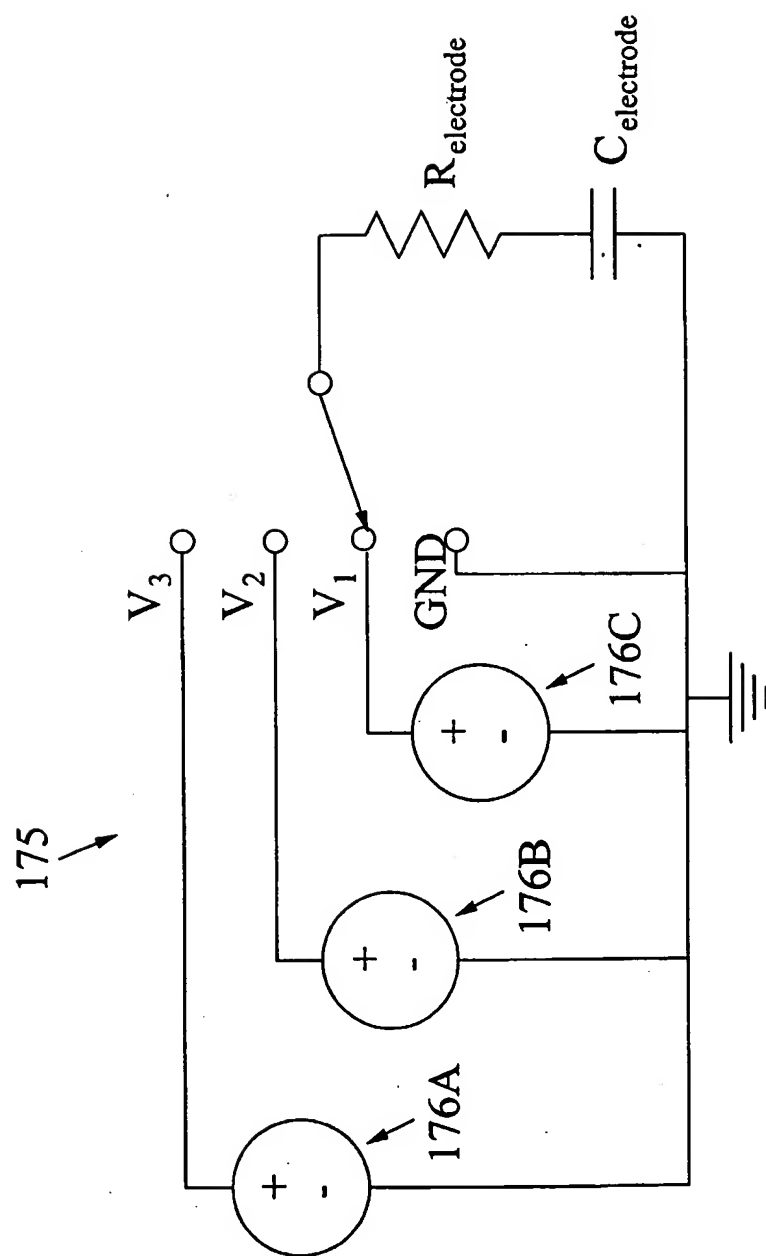 175
V3
V2
V1
GND
176A
+
-
176B
+
-
176C
+
-
Relectrode
Celectrode